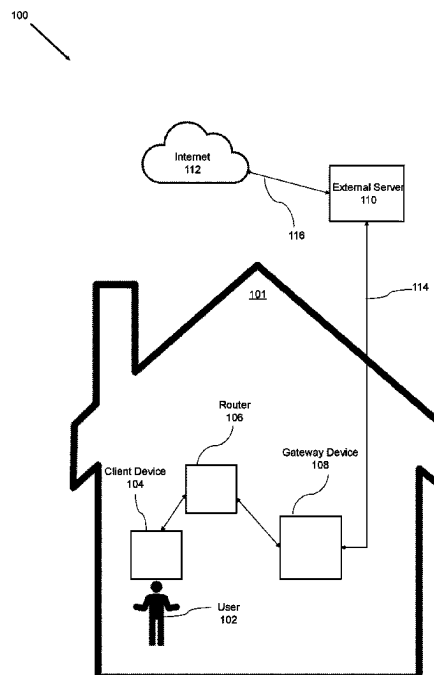 100
Internet
112
External Server
110
116
114
101
Router
106
Gateway Device
108
Client Device
104
User
102